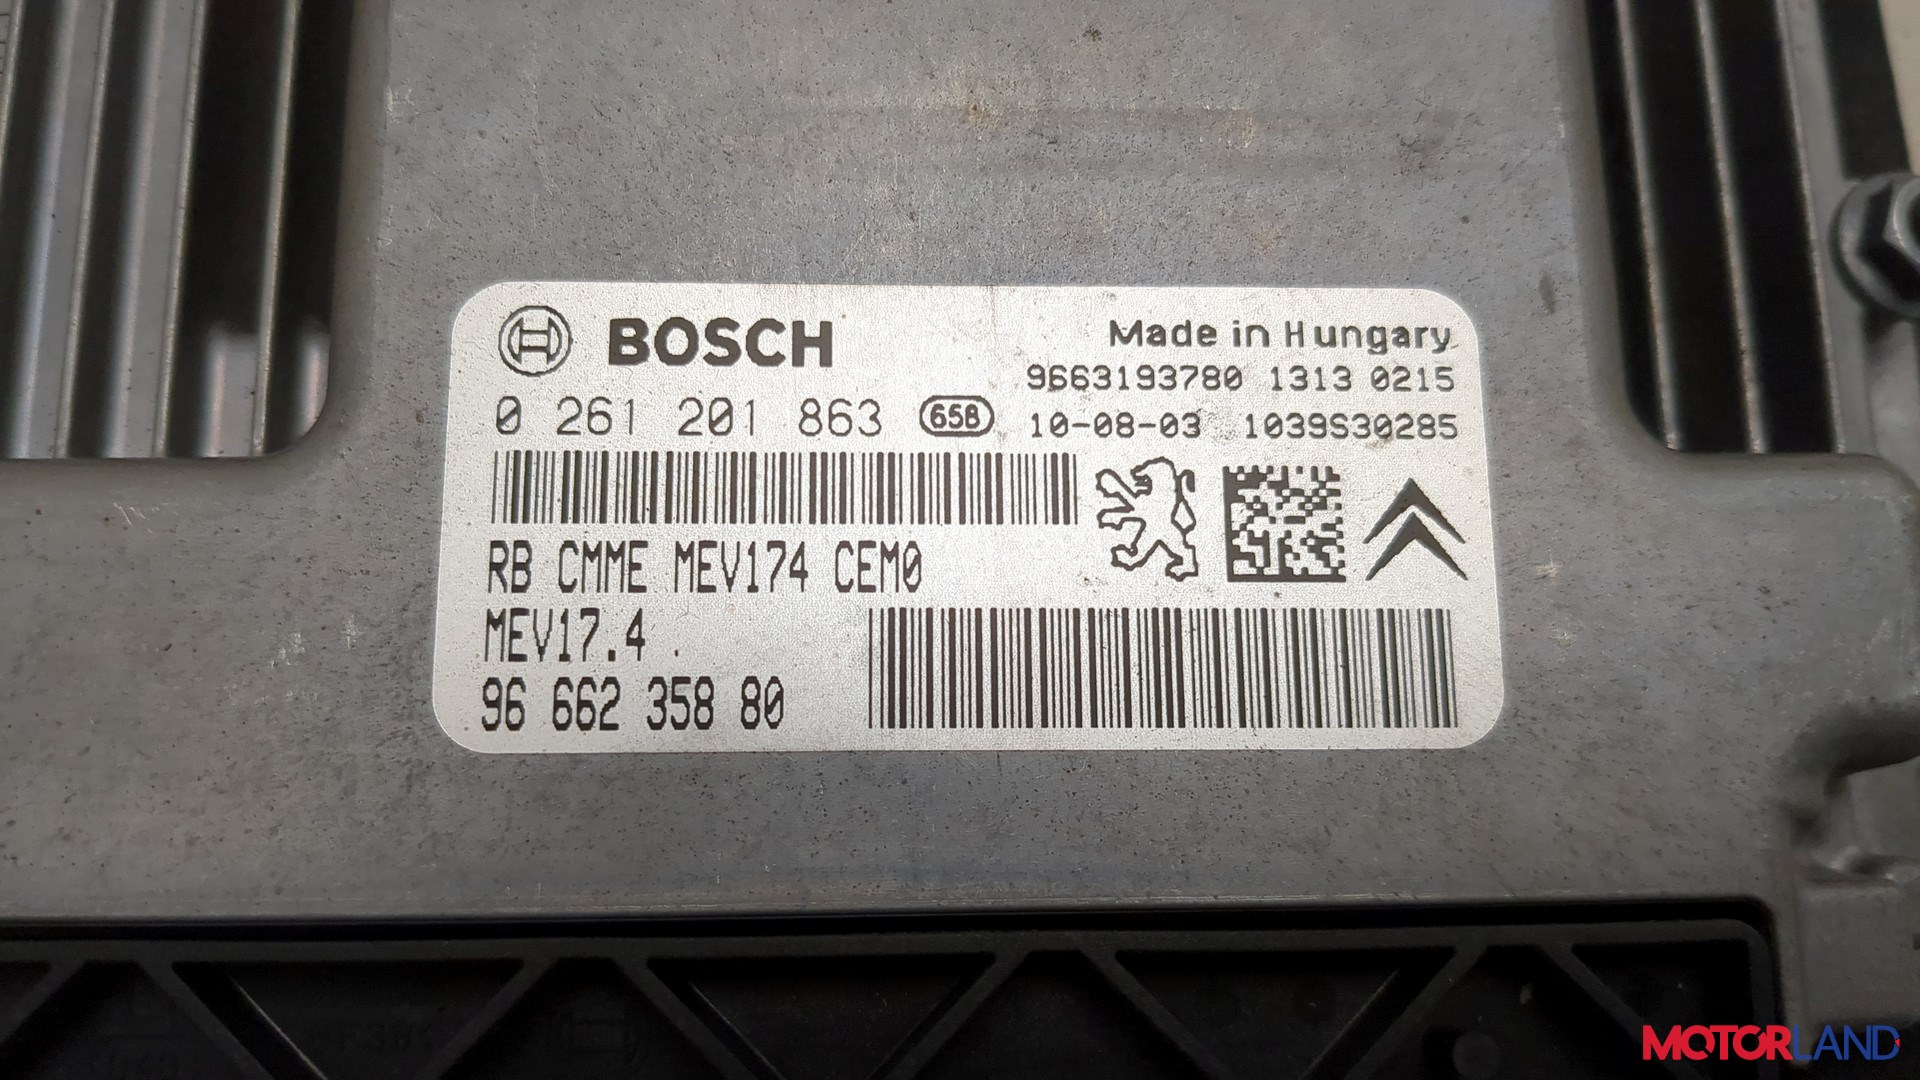 BOSCH
Made in Hungary
9663193780 1313 0215
0 261 201 863 65B
10-08-03 1039S30285
RB CMME MEV174 CEM0
MEV17.4
96 662 358 80
MOTORLAND